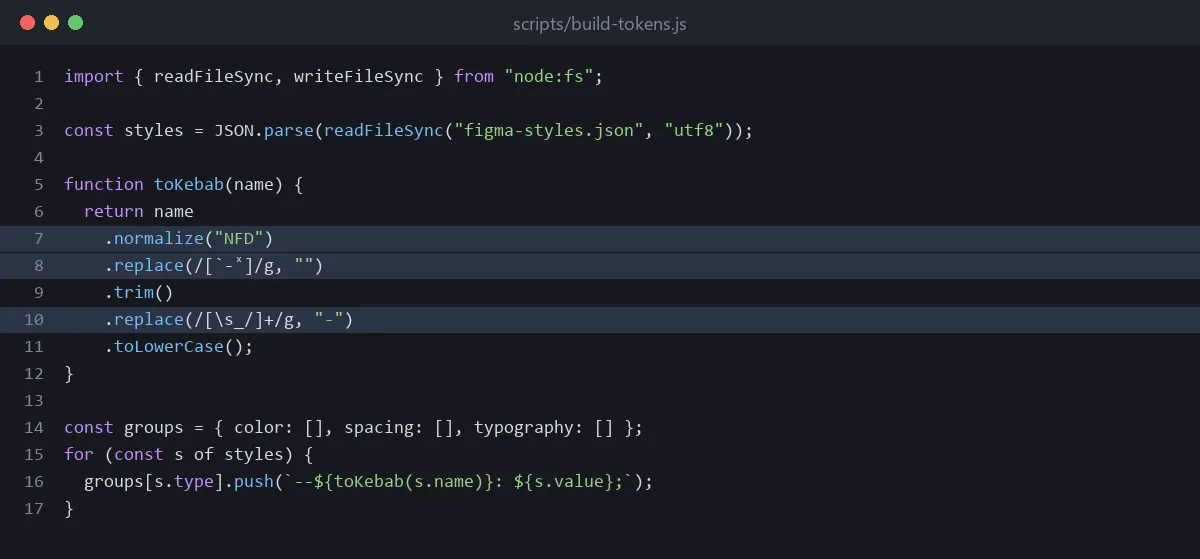 scripts/build-tokens.js
1 import { readFileSync, writeFileSync } from "node:fs";
2
3 const styles = JSON.parse(readFileSync("figma-styles.json", "utf8"));
4
5 function toKebab(name) {
6   return name
7     .normalize("NFD")
8     .replace(/[̀-ͯ]/g, "")
9     .trim()
10     .replace(/[\s_/]+/g, "-")
11     .toLowerCase();
12 }
13
14 const groups = { color: [], spacing: [], typography: [] };
15 for (const s of styles) {
16   groups[s.type].push(`--${toKebab(s.name)}: ${s.value};`);
17 }